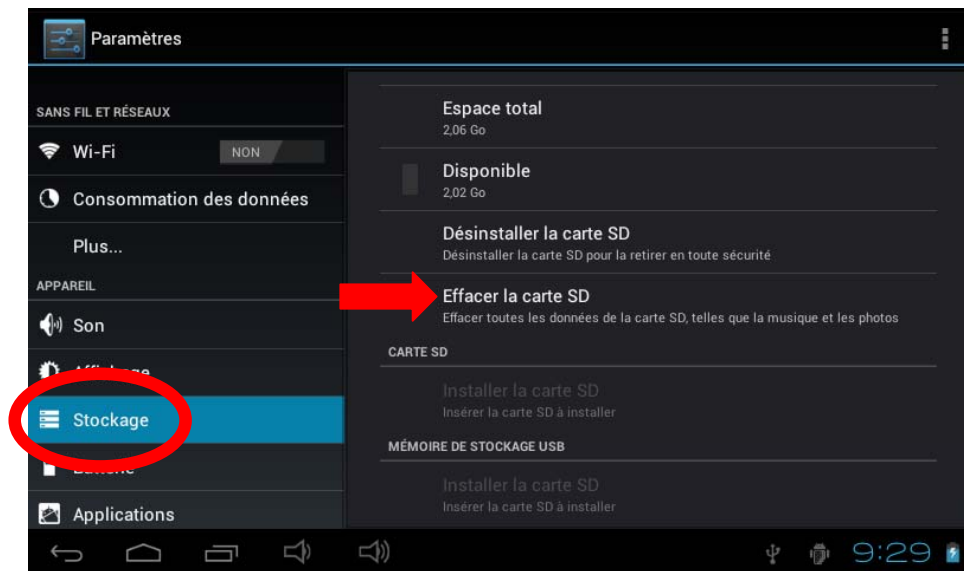 Paramètres
SANS FIL ET RÉSEAUX
Wi-Fi
NON
Consommation des données
Plus...
APPAREIL
Son
Affichage
Stockage
Batterie
Applications
Espace total
2,06 Go
Disponible
2,02 Go
Désinstaller la carte SD
Désinstaller la carte SD pour la retirer en toute sécurité
Effacer la carte SD
Effacer toutes les données de la carte SD, telles que la musique et les photos
CARTE SD
Installer la carte SD
Insérer la carte SD à installer
MÉMOIRE DE STOCKAGE USB
Installer la carte SD
Insérer la carte SD à installer
9:29